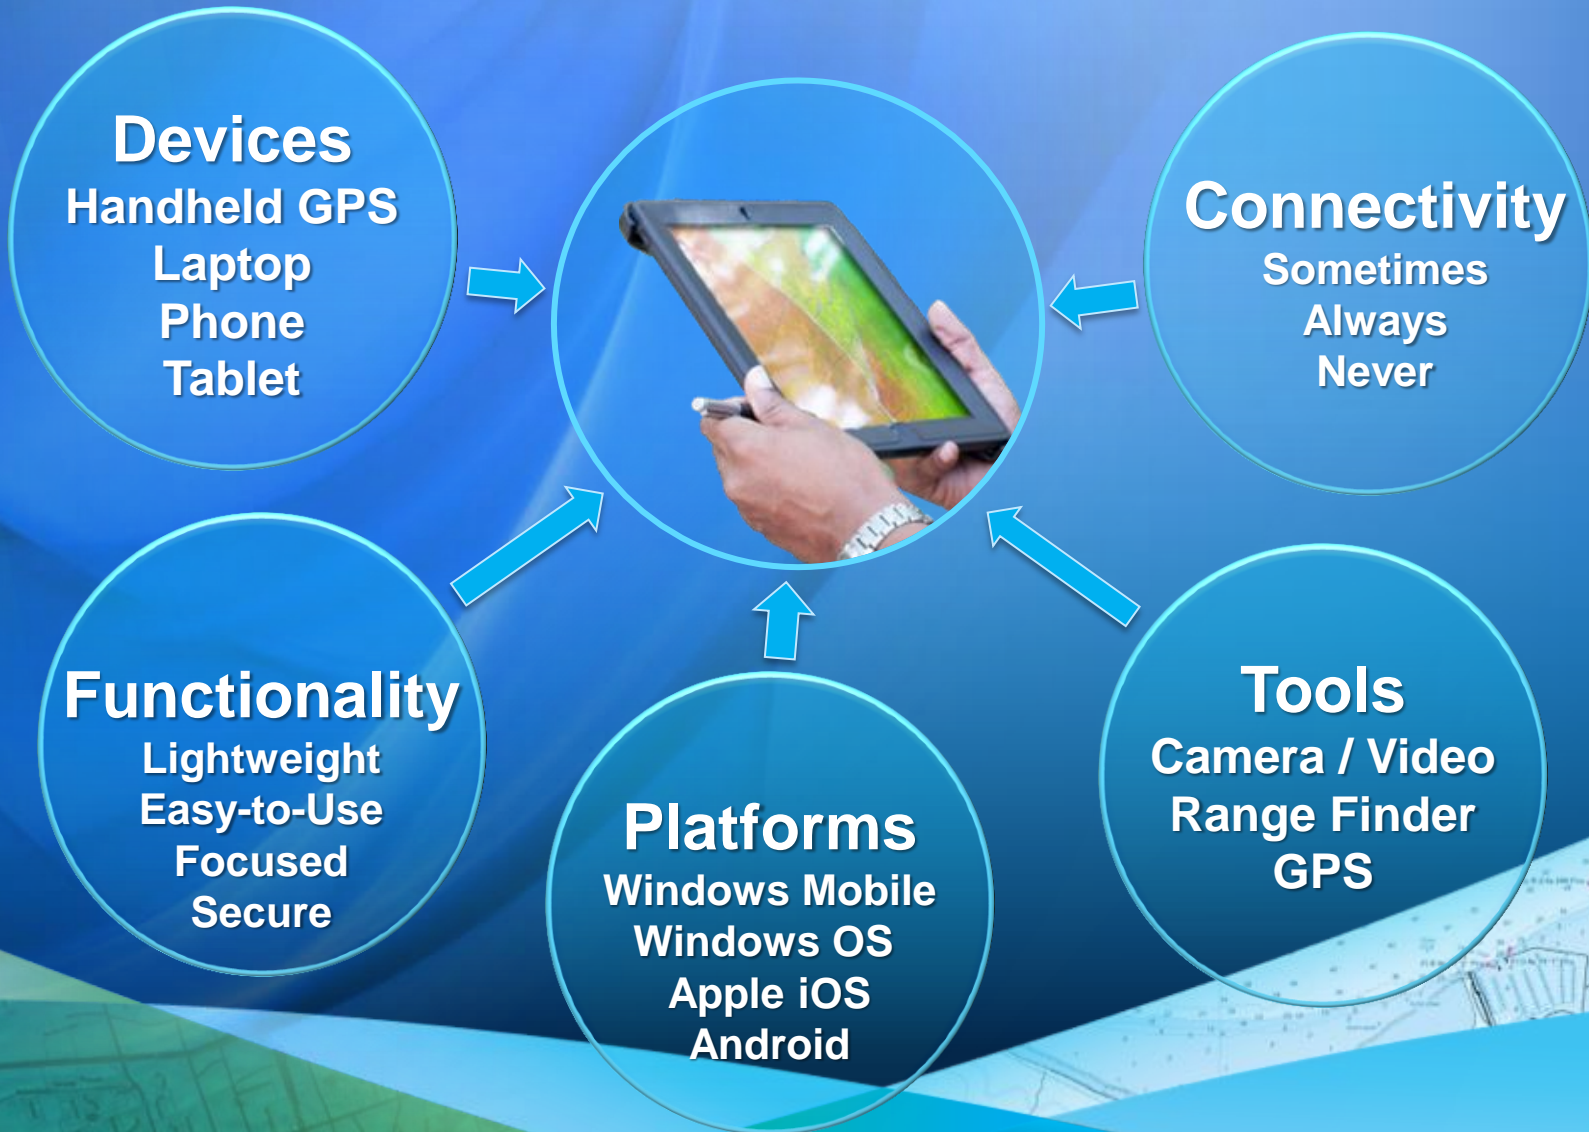 Devices
Handheld GPS
Laptop
Phone
Tablet
Connectivity
Sometimes
Always
Never
Functionality
Lightweight
Easy-to-Use
Focused
Secure
Platforms
Windows Mobile
Windows OS
Apple iOS
Android
Tools
Camera / Video
Range Finder
GPS